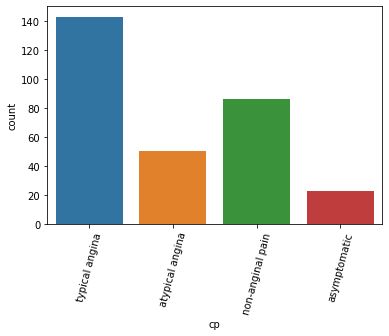 140
120
100
80
60
40
20
0
count
typical angina
atypical angina
non-anginal pain
asymptomatic
cp